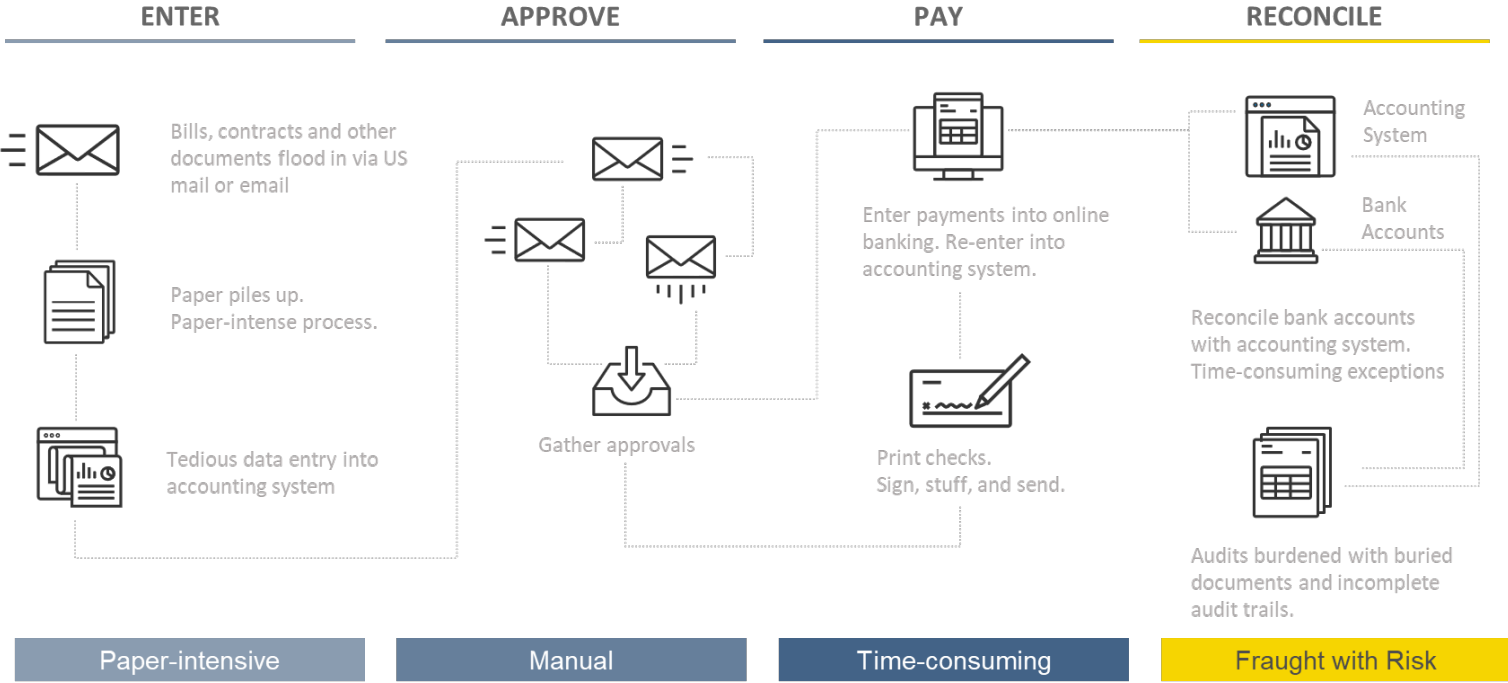 ENTER
APPROVE
PAY
RECONCILE
Bills, contracts and other
documents flood in via US
mail or email
Paper piles up.
Paper-intense process.
Tedious data entry into
accounting system
Gather approvals
Enter payments into online
banking. Re-enter into
accounting system.
Print checks.
Sign, stuff, and send.
Accounting
System
Bank
Accounts
Reconcile bank accounts
with accounting system.
Time-consuming exceptions
Audits burdened with buried
documents and incomplete
audit trails.
Paper-intensive
Manual
Time-consuming
Fraught with Risk